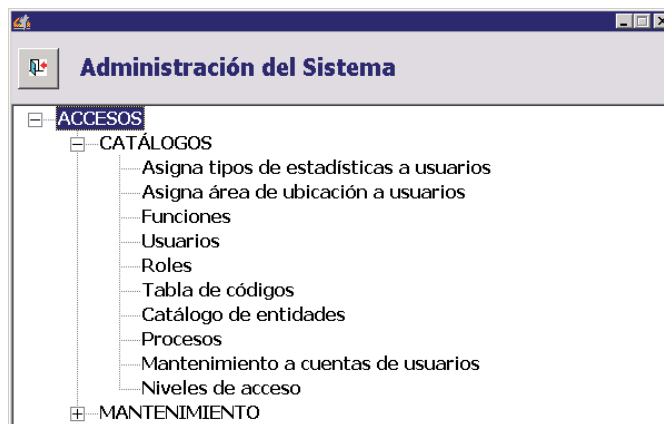 Administración del Sistema
ACCESOS
CATÁLOGOS
Asigna tipos de estadísticas a usuarios
Asigna área de ubicación a usuarios
Funciones
Usuarios
Roles
Tabla de códigos
Catálogo de entidades
Procesos
Mantenimiento a cuentas de usuarios
Niveles de acceso
MANTENIMIENTO